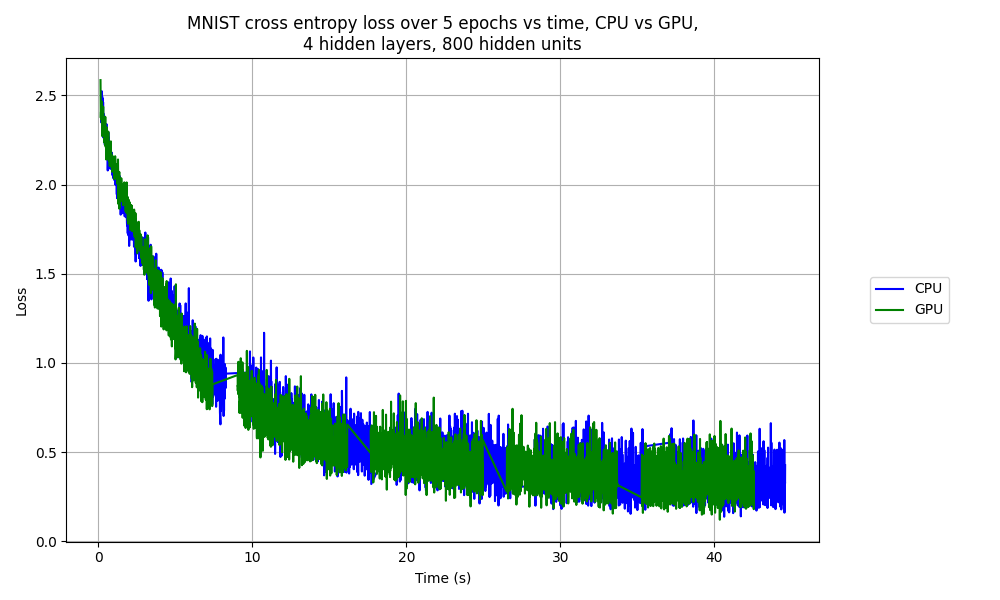 MNIST cross entropy loss over 5 epochs vs time, CPU vs GPU,
4 hidden layers, 800 hidden units
2.5
2.0
1.5
1.0
0.5
0.0
Loss
0
10
20
30
40
Time (s)
CPU
GPU